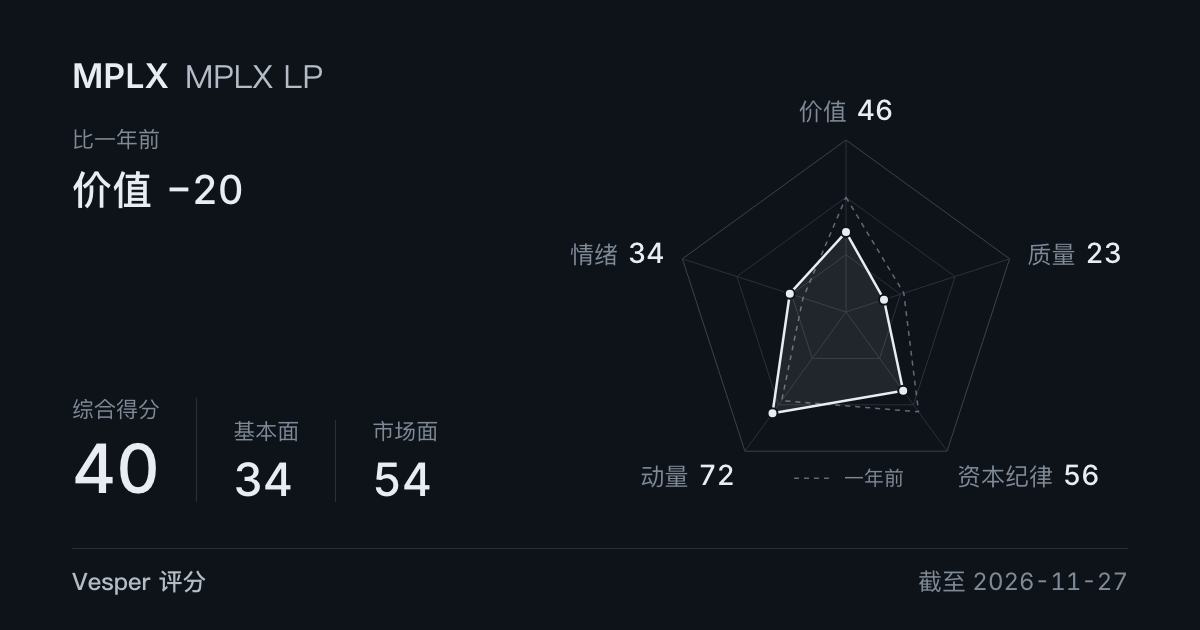 MPLX MPLX LP
比一年前
价值 −20
价值 46
情绪 34
质量 23
动量 72
一年前
资本纪律 56
综合得分
40
基本面
34
市场面
54
Vesper 评分
截至 2026-11-27